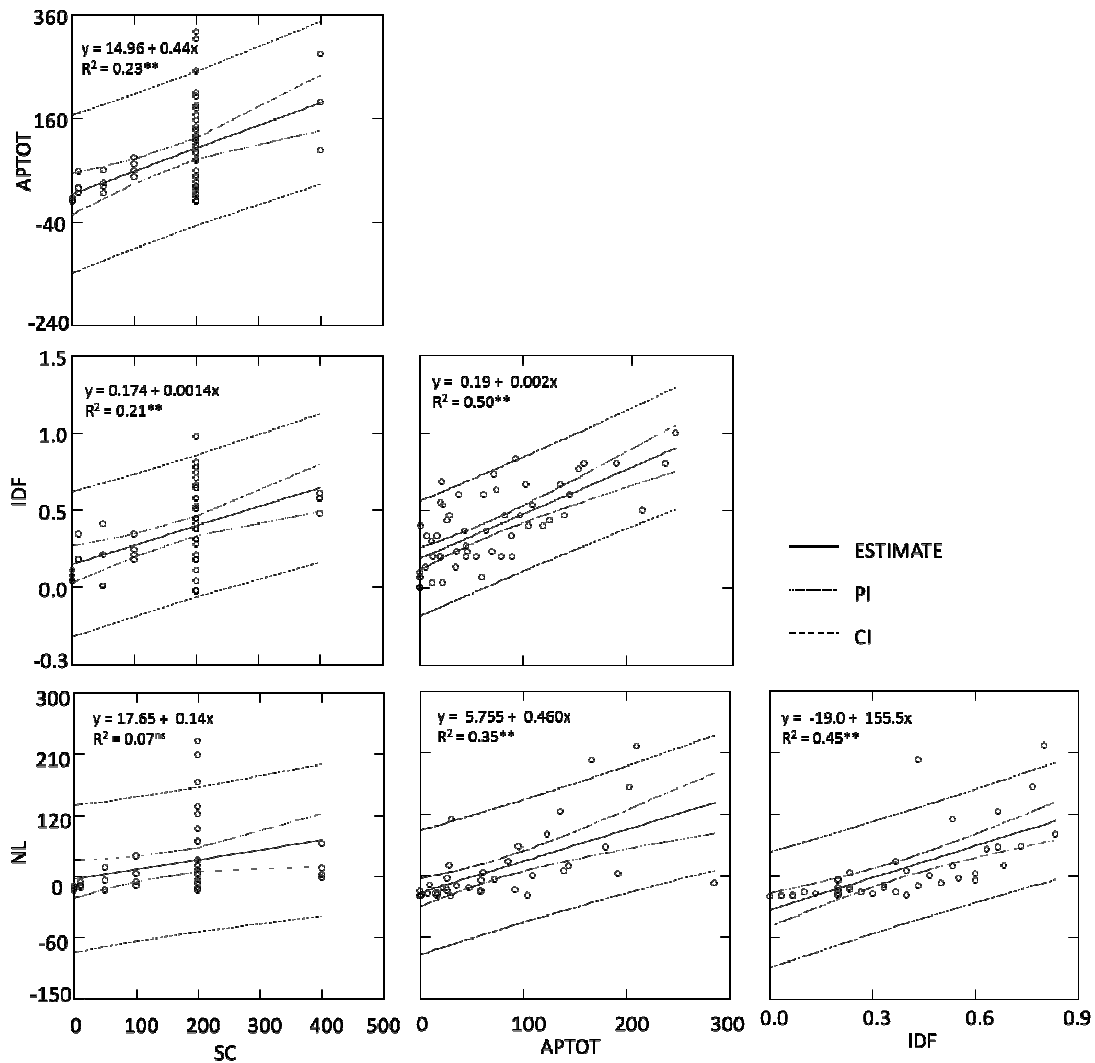 360
160
-40
-240
APTOT
y = 14.96 + 0.44x
R² = 0.23**
1.5
1.0
0.5
0.0
-0.3
IDF
y = 0.174 + 0.0014x
R² = 0.21**
y = 0.19 + 0.002x
R² = 0.50**
ESTIMATE
PI
CI
300
210
120
0
-60
-150
NL
y = 17.65 + 0.14x
R² = 0.07ns
y = 5.755 + 0.460x
R² = 0.35**
y = -19.0 + 155.5x
R² = 0.45**
0 100 200 300 400 500
SC
0 100 200 300
APTOT
0.0 0.3 0.6 0.9
IDF